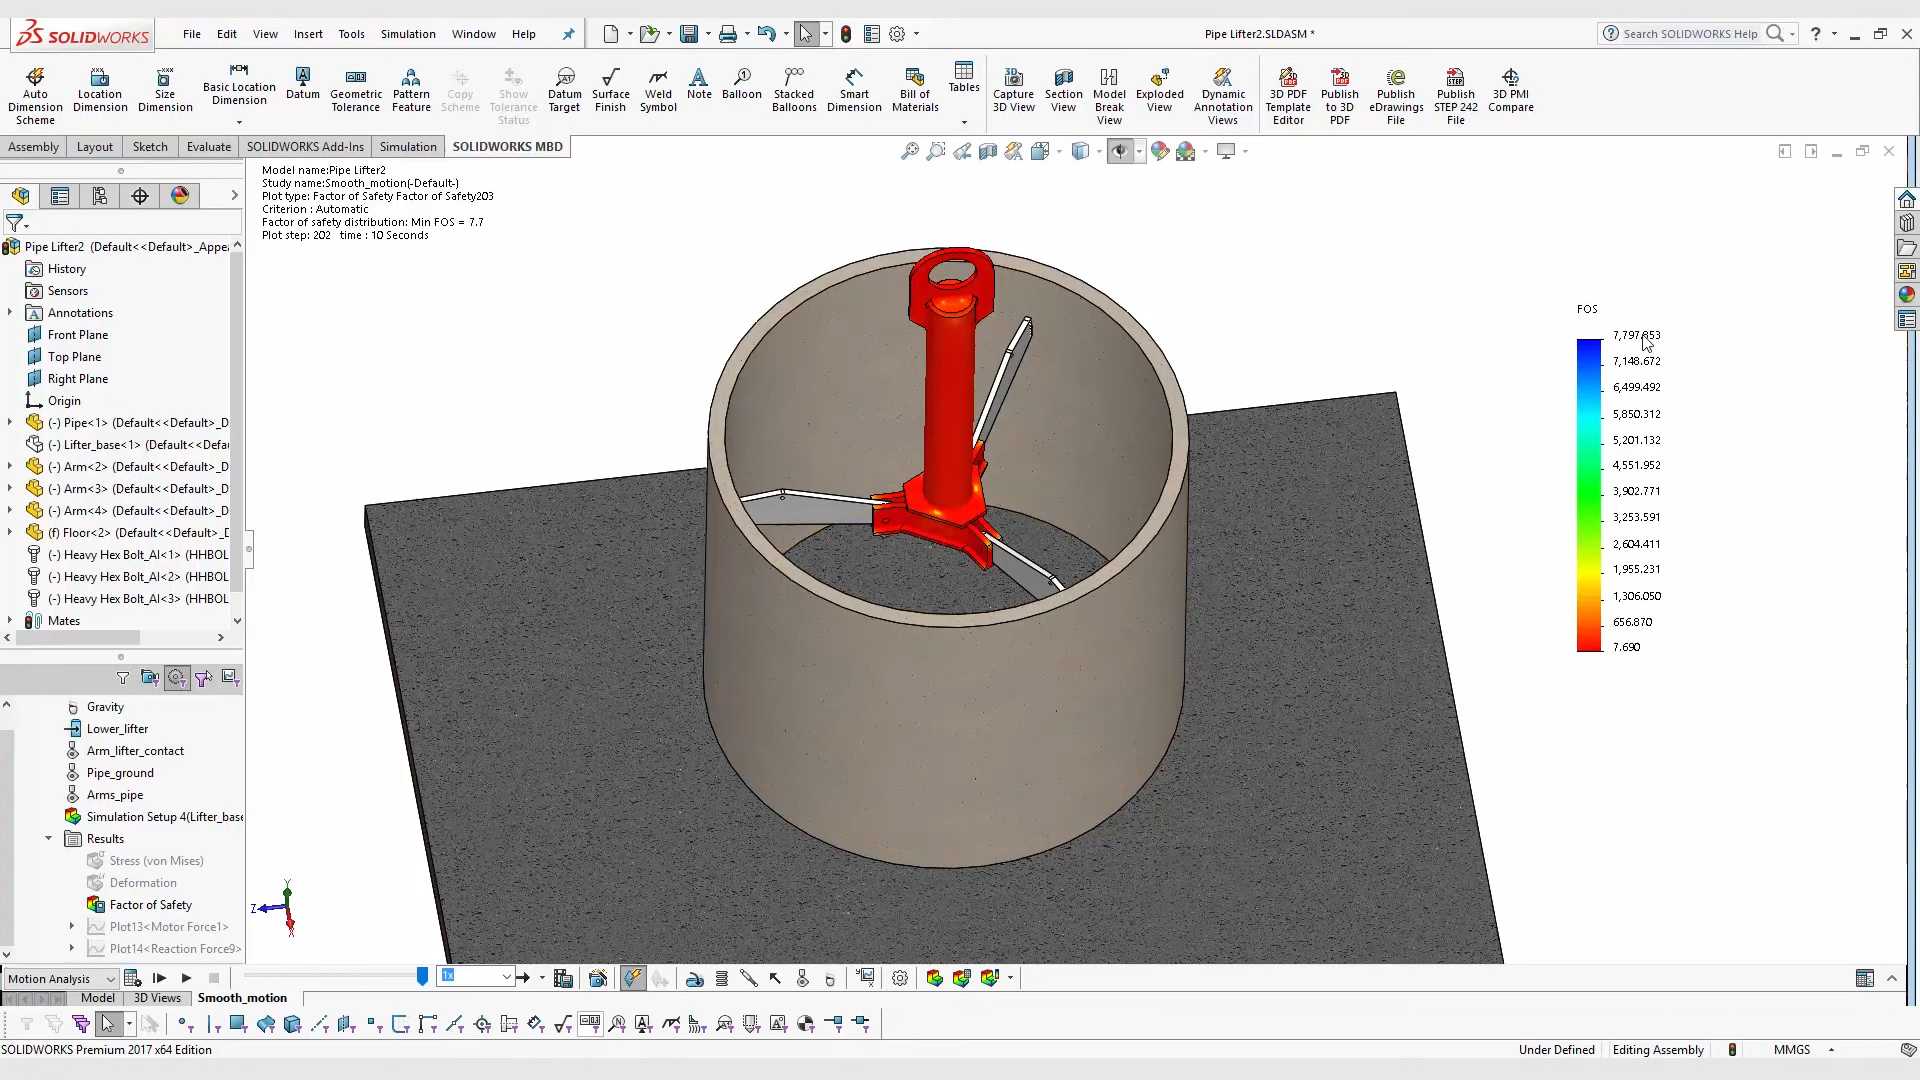 SOLIDWORKS
File Edit View Insert Tools Simulation Window Help
Pipe Lifter2.SLDASM *
Search SOLIDWORKS Help
?
Auto Dimension Scheme
Location Dimension
Size Dimension
Basic Location Dimension
Datum
Geometric Tolerance
Pattern Feature
Copy Scheme
Show Tolerance Status
Datum Target
Surface Finish
Weld Symbol
Note
Balloon
Stacked Balloons
Smart Dimension
Bill of Materials
Tables
Capture 3D View
Section View
Model Break View
Exploded View
Dynamic Annotation Views
3D PDF Template Editor
Publish to 3D PDF
Publish eDrawings File
Publish STEP 242 File
3D PMI Compare
Assembly Layout Sketch Evaluate SOLIDWORKS Add-Ins Simulation SOLIDWORKS MBD
Model name:Pipe Lifter2
Study name:Smooth_motion(-Default-)
Plot type: Factor of Safety Factor of Safety203
Criterion : Automatic
Factor of safety distribution: Min FOS = 7.7
Plot step: 202 time : 10 Seconds
Pipe Lifter2 (Default<<Default>_Appea
History
Sensors
Annotations
Front Plane
Top Plane
Right Plane
Origin
(-) Pipe<1> (Default<<Default>_D
(-) Lifter_base<1> (Default<<Defau
(-) Arm<2> (Default<<Default>_D
(-) Arm<3> (Default<<Default>_D
(-) Arm<4> (Default<<Default>_D
(f) Floor<2> (Default<<Default>_D
(-) Heavy Hex Bolt_AI<1> (HHBOL
(-) Heavy Hex Bolt_AI<2> (HHBOL
(-) Heavy Hex Bolt_AI<3> (HHBOL
Mates
Gravity
Lower_lifter
Arm_lifter_contact
Pipe_ground
Arms_pipe
Simulation Setup 4(Lifter_base
Results
Stress (von Mises)
Deformation
Factor of Safety
Plot13<Motor Force1>
Plot14<Reaction Force9>
FOS
7,148.672
6,499.492
5,850.312
5,201.132
4,551.952
3,902.771
3,253.591
2,604.411
1,955.231
1,306.050
656.870
7.690
Y
Z
X
Motion Analysis
1x
Model 3D Views Smooth_motion
SOLIDWORKS Premium 2017 x64 Edition
Under Defined Editing Assembly MMGS